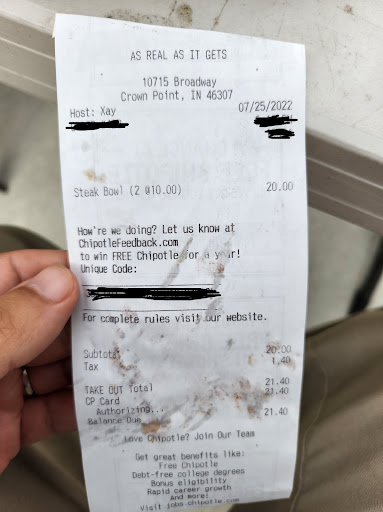 AS REAL AS IT GETS
10715 Broadway
Crown Point, IN 46307
Host: Xay 07/25/2022
Steak Bowl (2 @10.00) 20.00
How're we doing? Let us know at
ChipotleFeedback.com
to win FREE Chipotle for a year!
Unique Code:
For complete rules visit our website.
Subtotal 20.00
Tax 1.40
TAKE OUT Total 21.40
CP Card 21.40
Authorizing...
Balance Due 21.40
Love Chipotle? Join Our Team
Get great benefits like:
Free Chipotle
Debt-free college degrees
Bonus eligibility
Rapid career growth
And more!
Visit jobs.chipotle.com